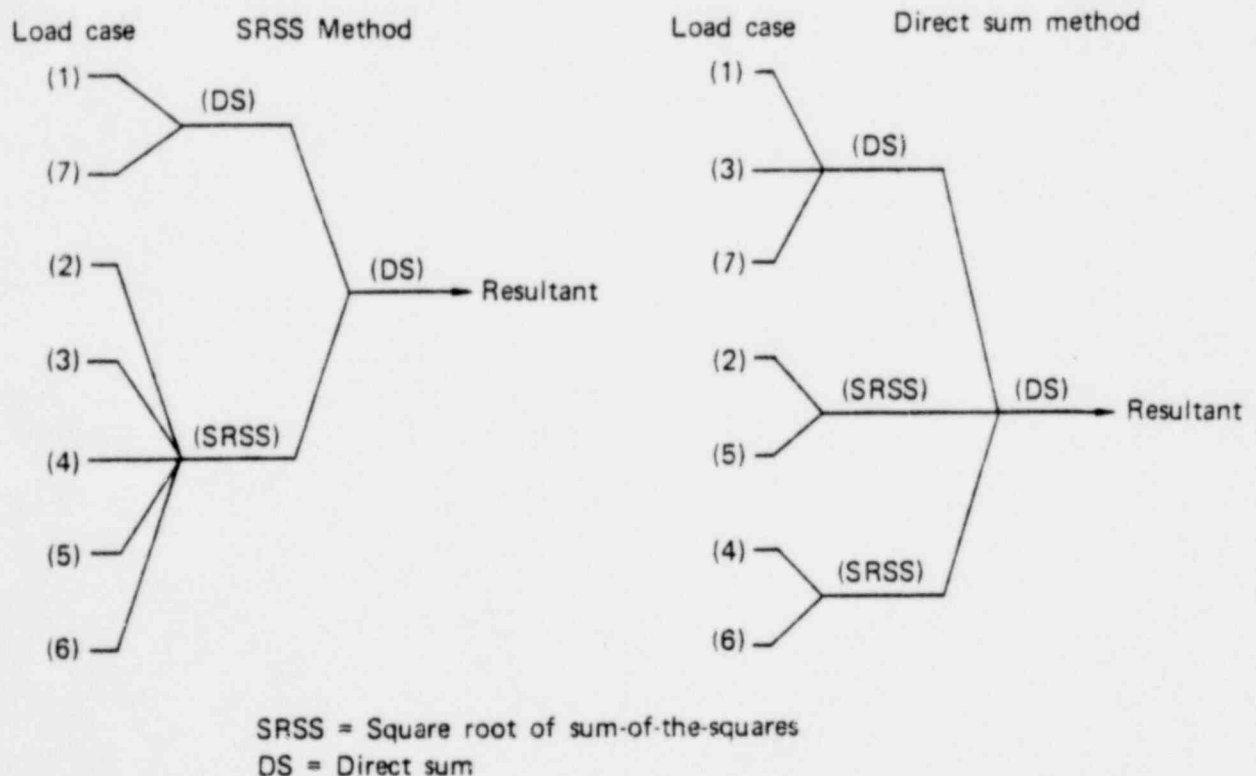 Load case SRSS Method
(1)
(DS)
(7)
(2)
(DS)
Resultant
(3)
(SRSS)
(4)
(5)
(6)
Load case Direct sum method
(1)
(DS)
(3)
(7)
(2)
(SRSS)
(DS)
Resultant
(5)
(4)
(SRSS)
(6)
SRSS = Square root of sum-of-the-squares
DS = Direct sum